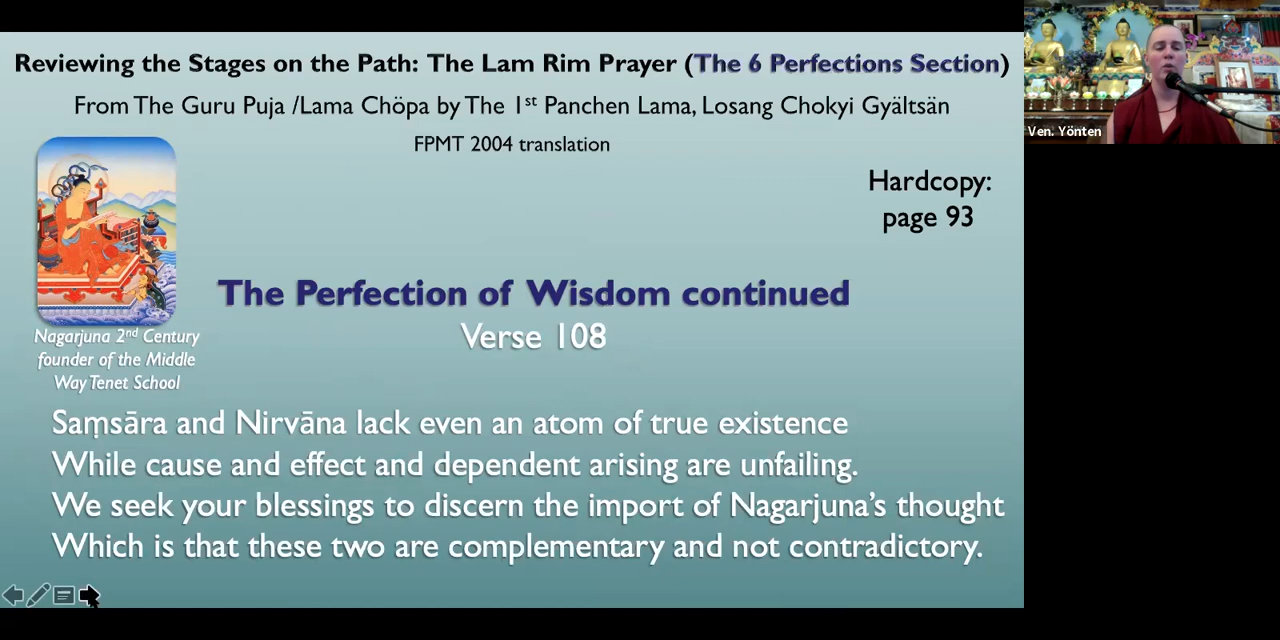 Reviewing the Stages on the Path: The Lam Rim Prayer (The 6 Perfections Section)
From The Guru Puja /Lama Chöpa by The 1st Panchen Lama, Losang Chokyi Gyältsän
FPMT 2004 translation
Hardcopy:
page 93
The Perfection of Wisdom continued
Verse 108
Nagarjuna 2nd Century
founder of the Middle
Way Tenet School
Saṃsāra and Nirvāna lack even an atom of true existence
While cause and effect and dependent arising are unfailing.
We seek your blessings to discern the import of Nagarjuna's thought
Which is that these two are complementary and not contradictory.
Ven. Yönten